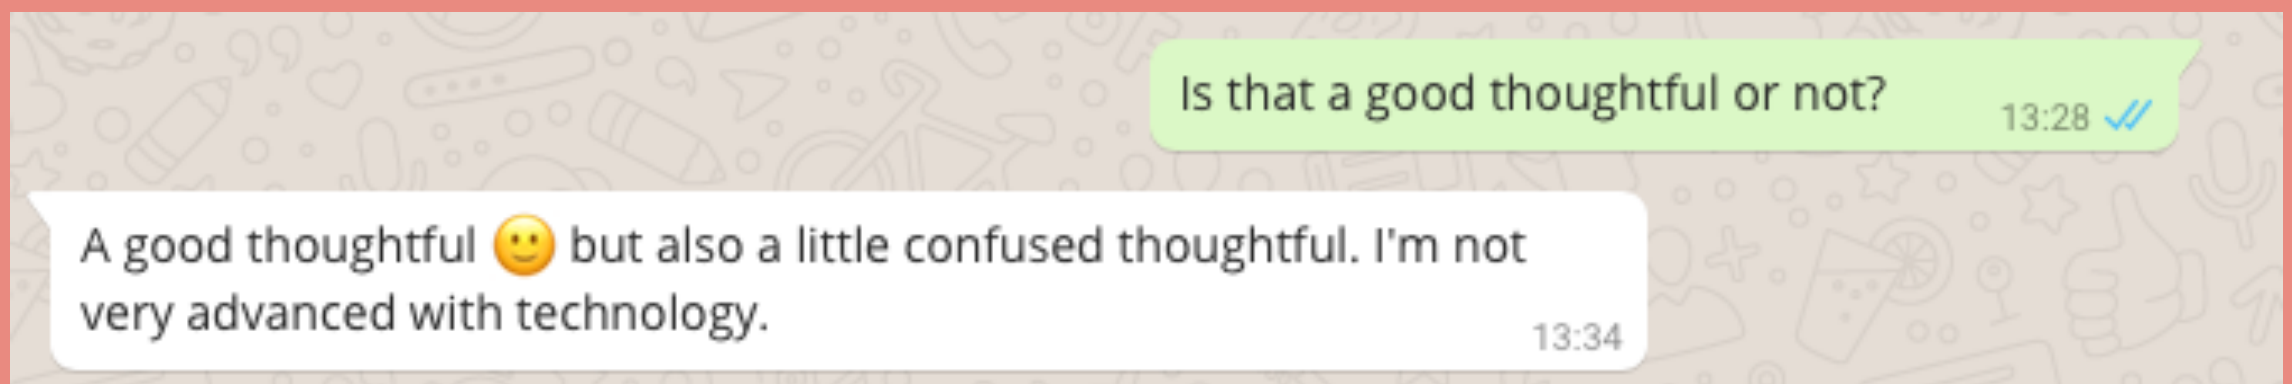 Is that a good thoughtful or not?
13:28
A good thoughtful 🙂 but also a little confused thoughtful. I'm not
very advanced with technology.
13:34